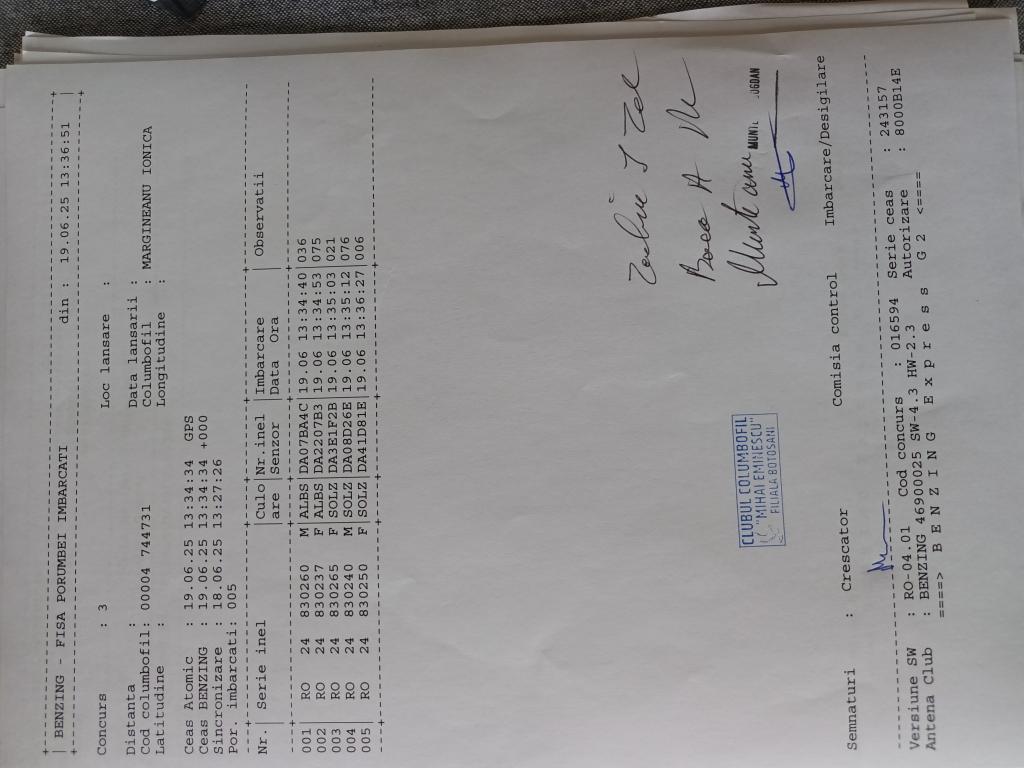 BENZING - FISA PORUMBEI IMBARCATI din : 19.06.25 13:36:51
Concurs : 3 Loc lansare :
Distanta : Data lansarii :
Cod columbofil: 00004 744731 Columbofil : MARGINEANU IONICA
Latitudine : Longitudine :
Ceas Atomic : 19.06.25 13:34:34 GPS
Ceas BENZING : 19.06.25 13:34:34 +000
Sincronizare : 18.06.25 13:27:26
Por. imbarcati: 005
Nr.| Serie inel |Culo|Nr.inel |Imbarcare | Observatii
| |are |Senzor |Data Ora |
001 | RO 24 830260 M|ALBS|DA07BA4C|19.06 13:34:40|036
002 | RO 24 830237 F|ALBS|DA2207B3|19.06 13:34:53|075
003 | RO 24 830265 F|SOLZ|DA3E1F2B|19.06 13:35:03|021
004 | RO 24 830240 M|SOLZ|DA08D26E|19.06 13:35:12|076
005 | RO 24 830250 F|SOLZ|DA41D81E|19.06 13:36:27|006
Munteanu
CLUBUL COLUMBOFIL
"MIHAI EMINESCU"
FILIALA BOTOSANI
Semnaturi : Crescator Comisia control Imbarcare/Desigilare
Versiune SW : RO-04.01 Cod concurs : 016594 Serie ceas : 243157
Antena Club : BENZING 46900025 SW-4.3 HW-2.3 Autorizare : 8000B14E
====> B E N Z I N G E x p r e s s G 2 <====